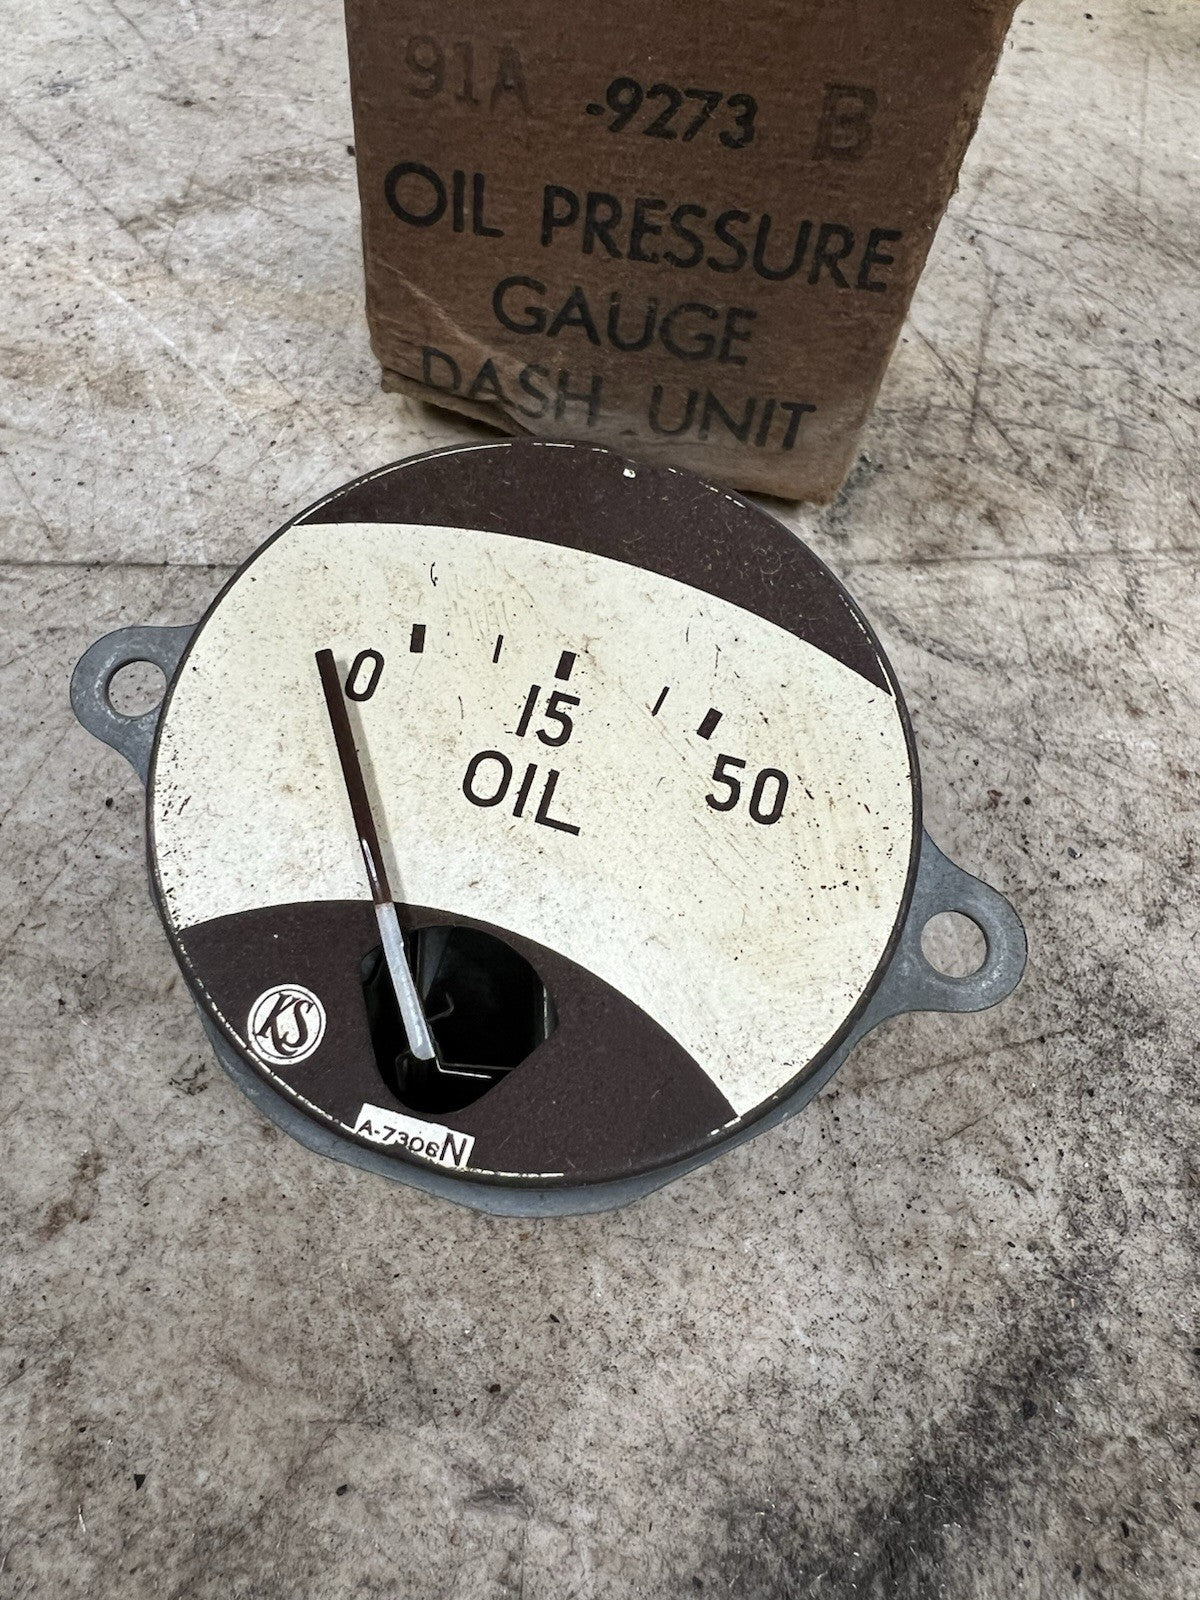 91A -9273 B
OIL PRESSURE
GAUGE
DASH UNIT
0
15
50
OIL
KS
A-7306N